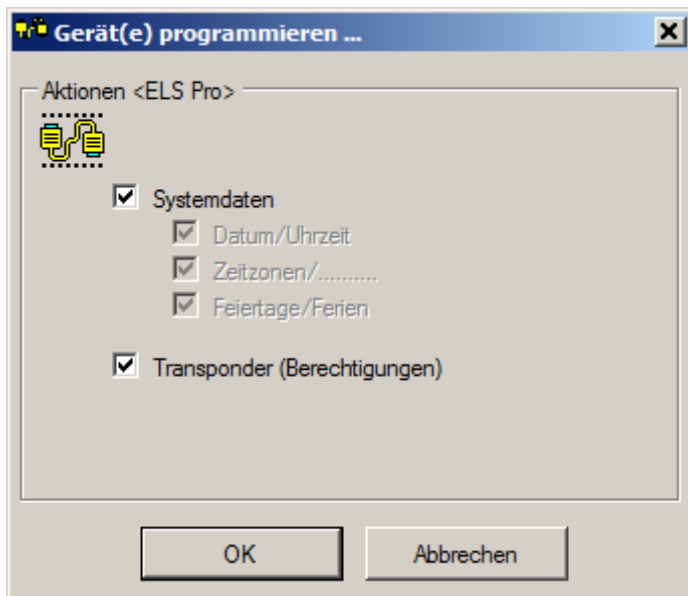 Gerät(e) programmieren ...
Aktionen <ELS Pro>
Systemdaten
Datum/Uhrzeit
Zeitzonen/..........
Feiertage/Ferien
Transponder (Berechtigungen)
OK Abbrechen